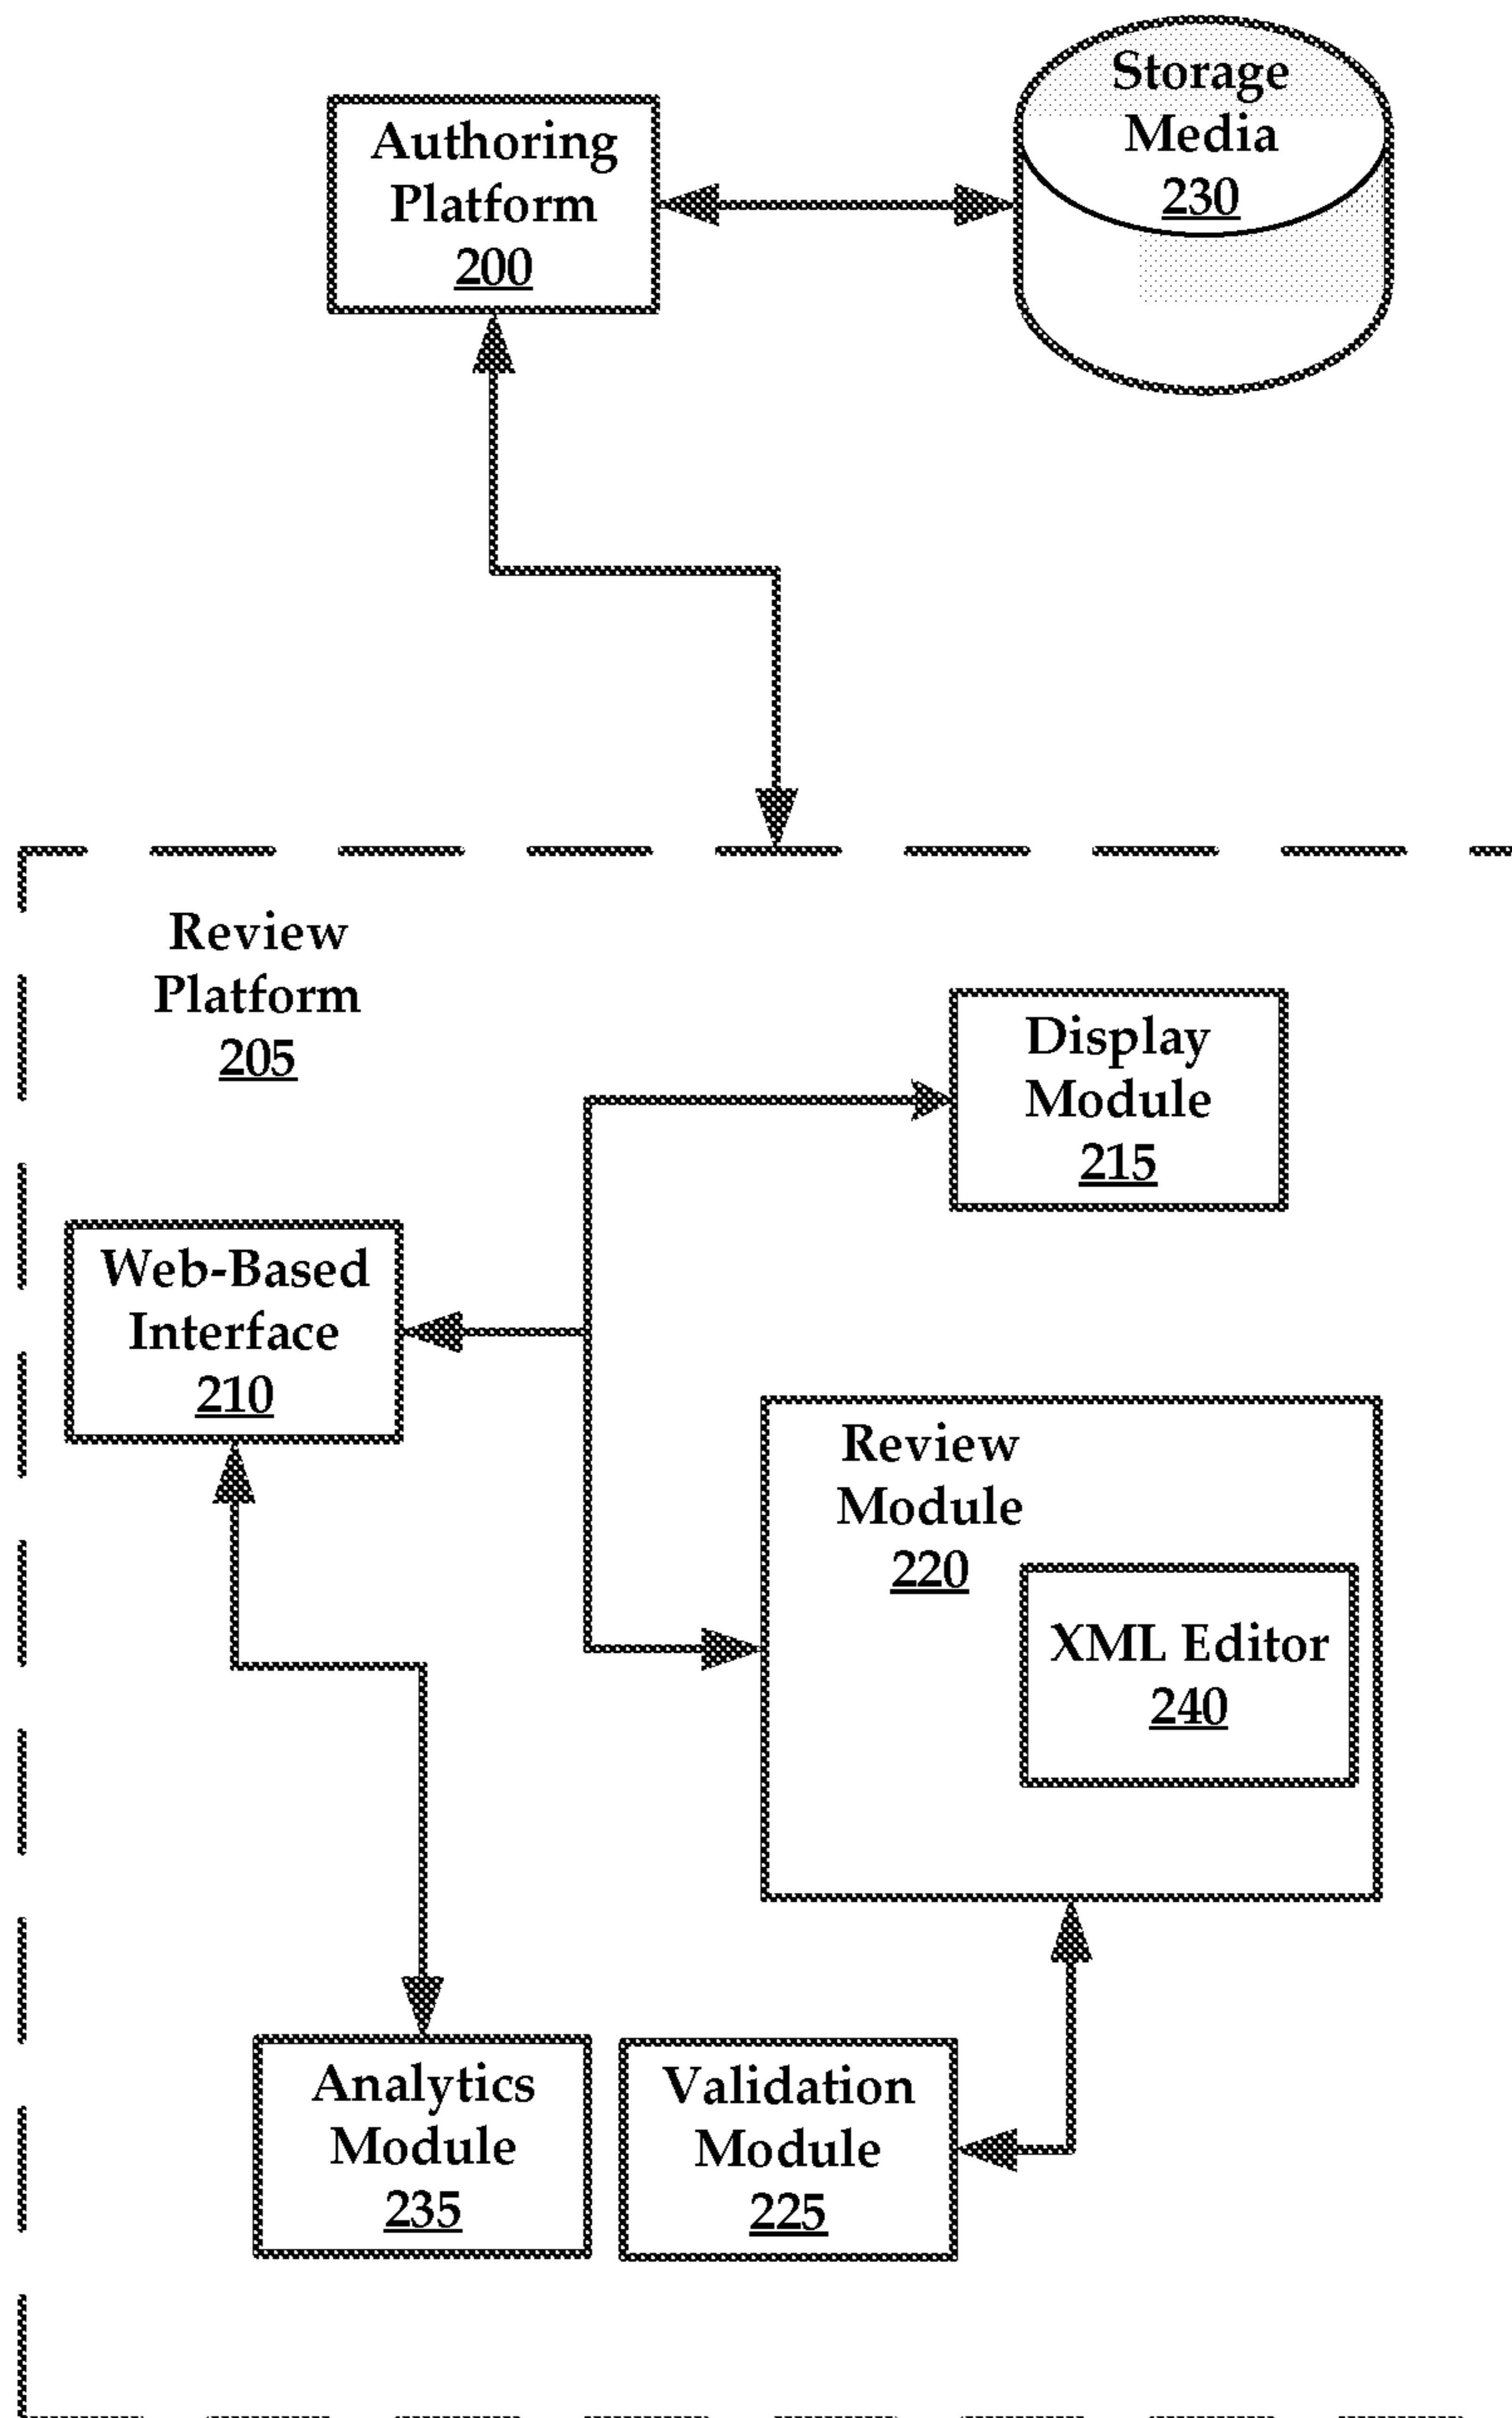 Storage
Media
230
Authoring
Platform
200
Review
Platform
205
Display
Module
215
Web-Based
Interface
210
Review
Module
220
XML Editor
240
Analytics
Module
235
Validation
Module
225